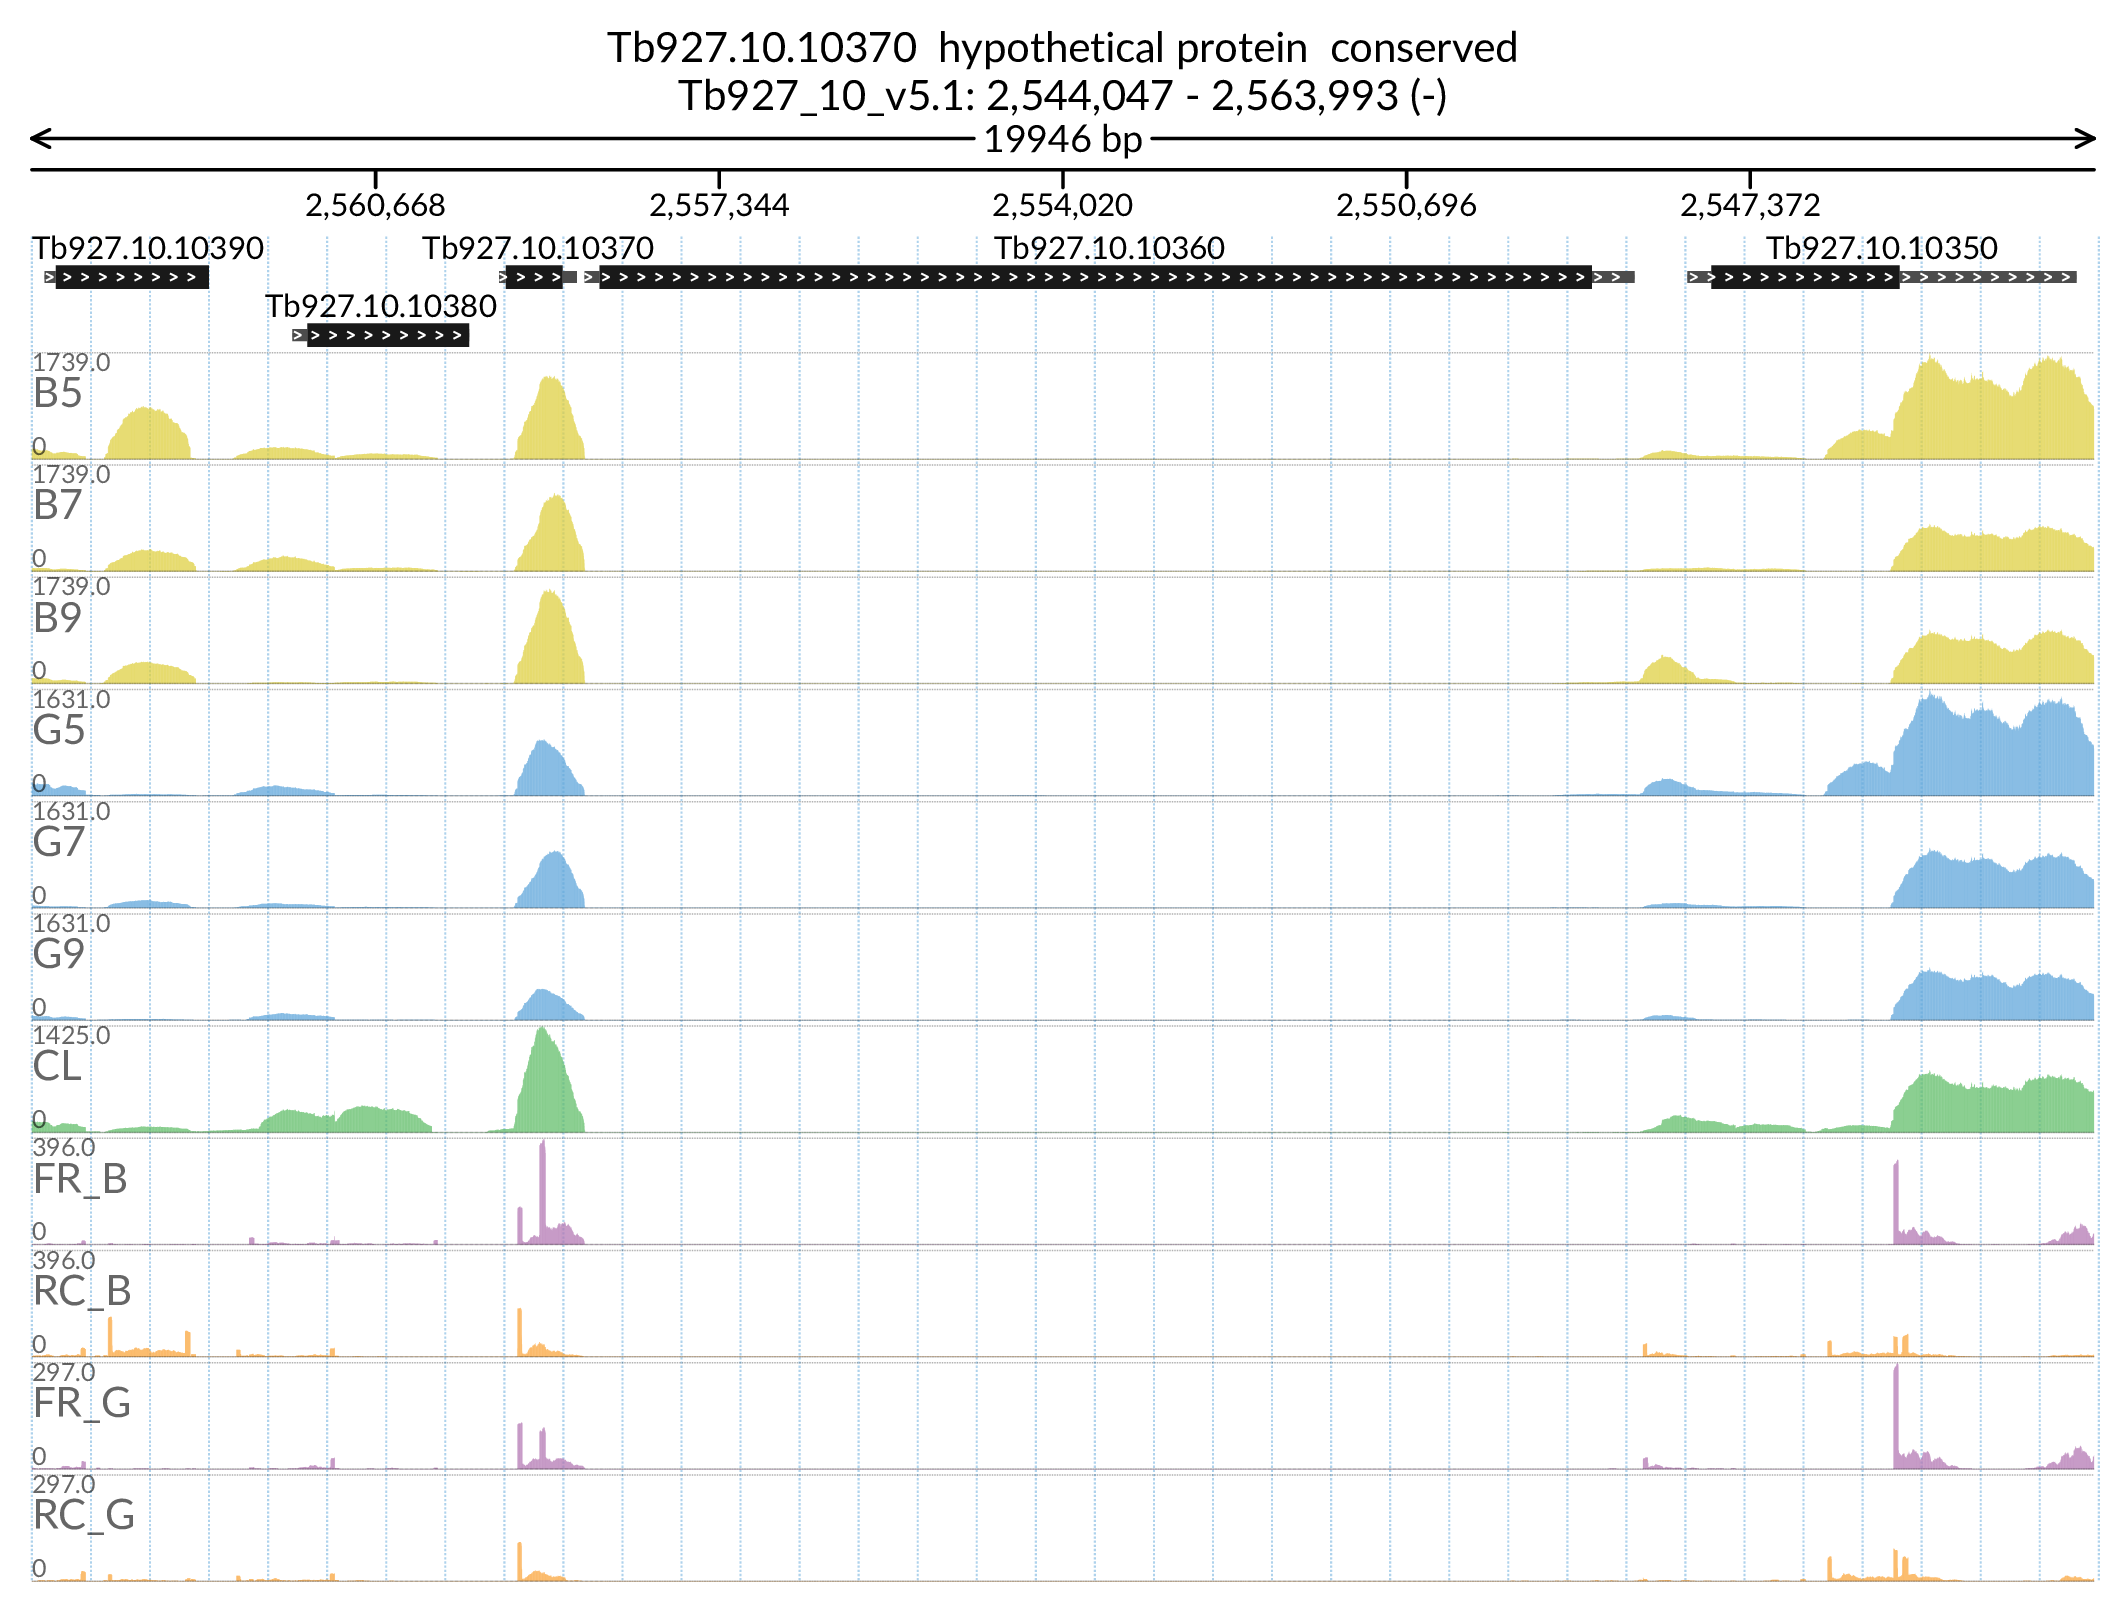 Tb927.10.10370 hypothetical protein conserved
Tb927_10_v5.1: 2,544,047 - 2,563,993 (-)
19946 bp
2,560,668 2,557,344 2,554,020 2,550,696 2,547,372
Tb927.10.10390 Tb927.10.10370 Tb927.10.10360 Tb927.10.10350
Tb927.10.10380
1739.0
B5
0
1739.0
B7
0
1739.0
B9
0
1631.0
G5
0
1631.0
G7
0
1631.0
G9
0
1425.0
CL
0
396.0
FR_B
0
396.0
RC_B
0
297.0
FR_G
0
297.0
RC_G
0